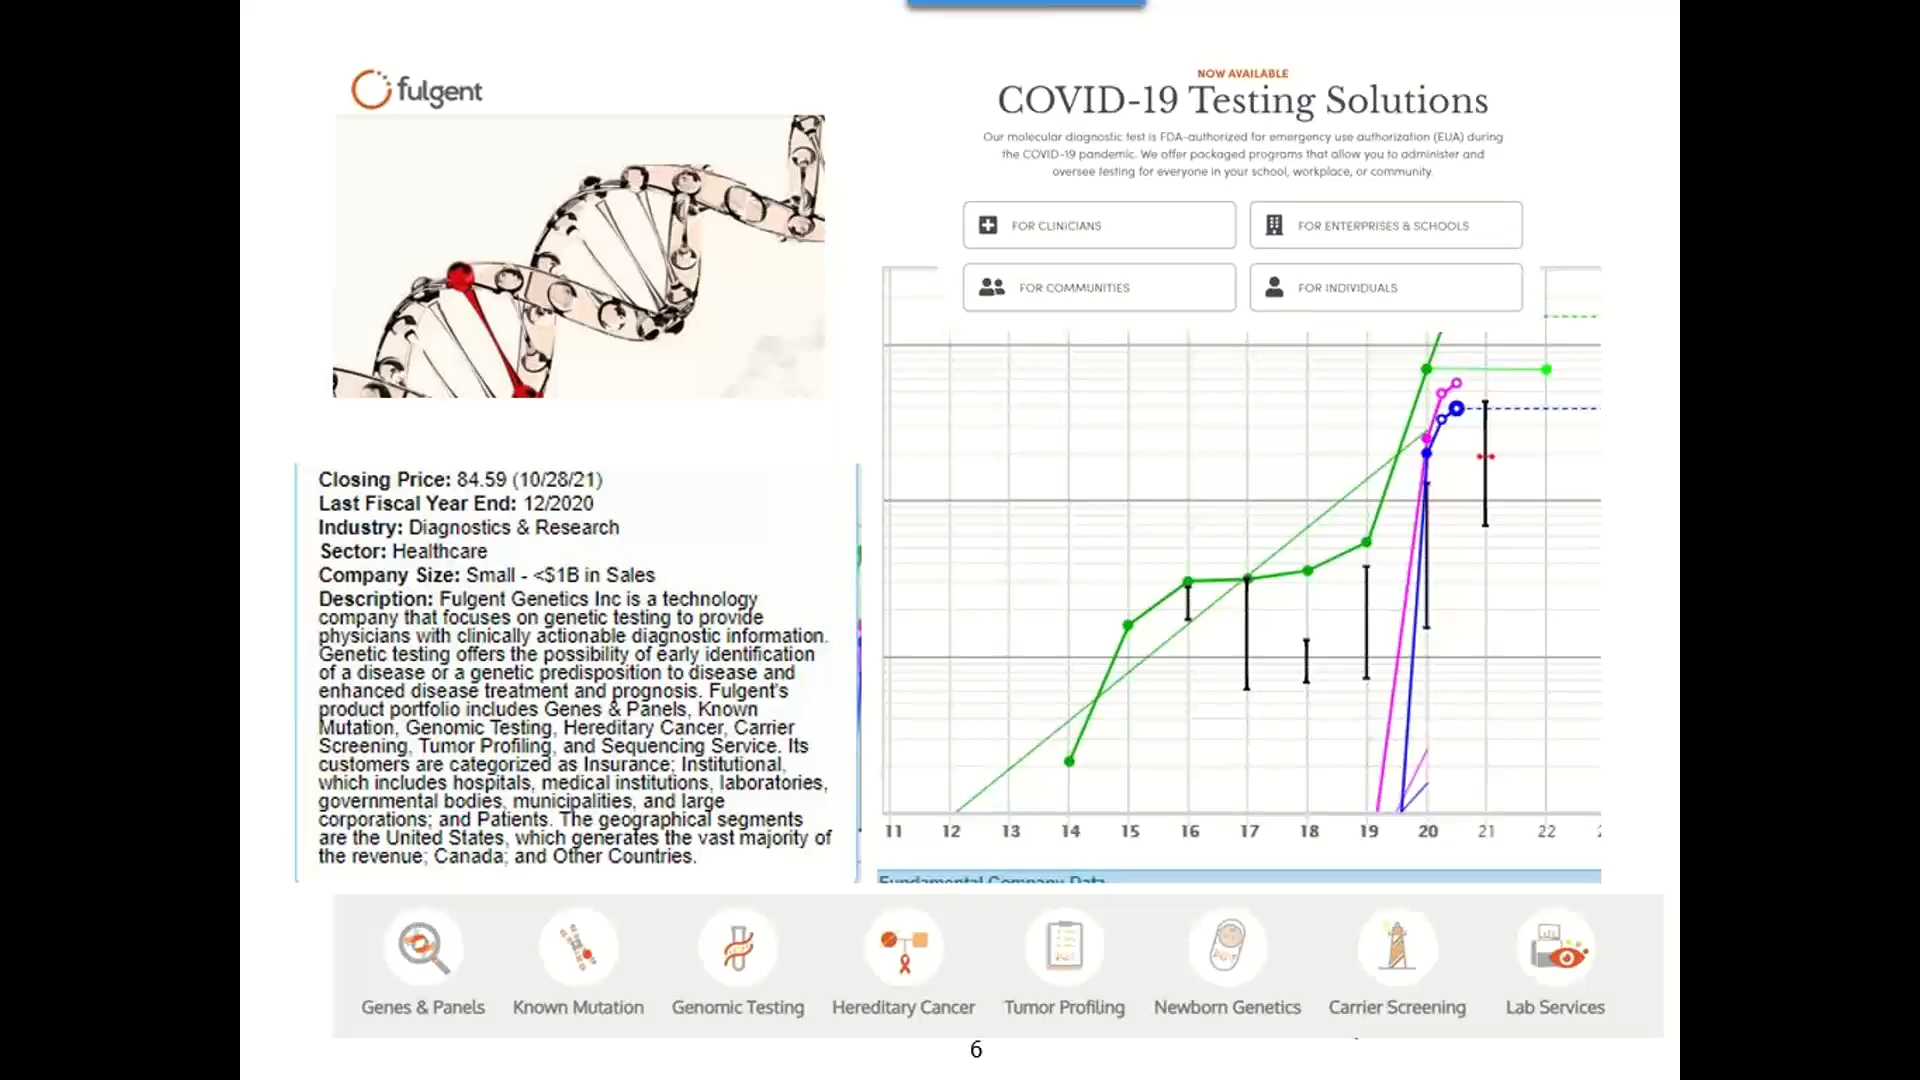 fulgent
NOW AVAILABLE
COVID-19 Testing Solutions
Our molecular diagnostic test is FDA-authorized for emergency use authorization (EUA) during
the COVID-19 pandemic. We offer packaged programs that allow you to administer and
oversee testing for everyone in your school, workplace, or community.
FOR CLINICIANS
FOR ENTERPRISES & SCHOOLS
FOR COMMUNITIES
FOR INDIVIDUALS
Closing Price: 84.59 (10/28/21)
Last Fiscal Year End: 12/2020
Industry: Diagnostics & Research
Sector: Healthcare
Company Size: Small - <$1B in Sales
Description: Fulgent Genetics Inc is a technology
company that focuses on genetic testing to provide
physicians with clinically actionable diagnostic information.
Genetic testing offers the possibility of early identification
of a disease or a genetic predisposition to disease and
enhanced disease treatment and prognosis. Fulgent's
product portfolio includes Genes & Panels, Known
Mutation, Genomic Testing, Hereditary Cancer, Carrier
Screening, Tumor Profiling, and Sequencing Service. Its
customers are categorized as Insurance; Institutional,
which includes hospitals, medical institutions, laboratories,
governmental bodies, municipalities, and large
corporations; and Patients. The geographical segments
are the United States, which generates the vast majority of
the revenue; Canada; and Other Countries.
11 12 13 14 15 16 17 18 19 20 21 22
Fundamental Company Data
Genes & Panels
Known Mutation
Genomic Testing
Hereditary Cancer
Tumor Profiling
Newborn Genetics
Carrier Screening
Lab Services
6